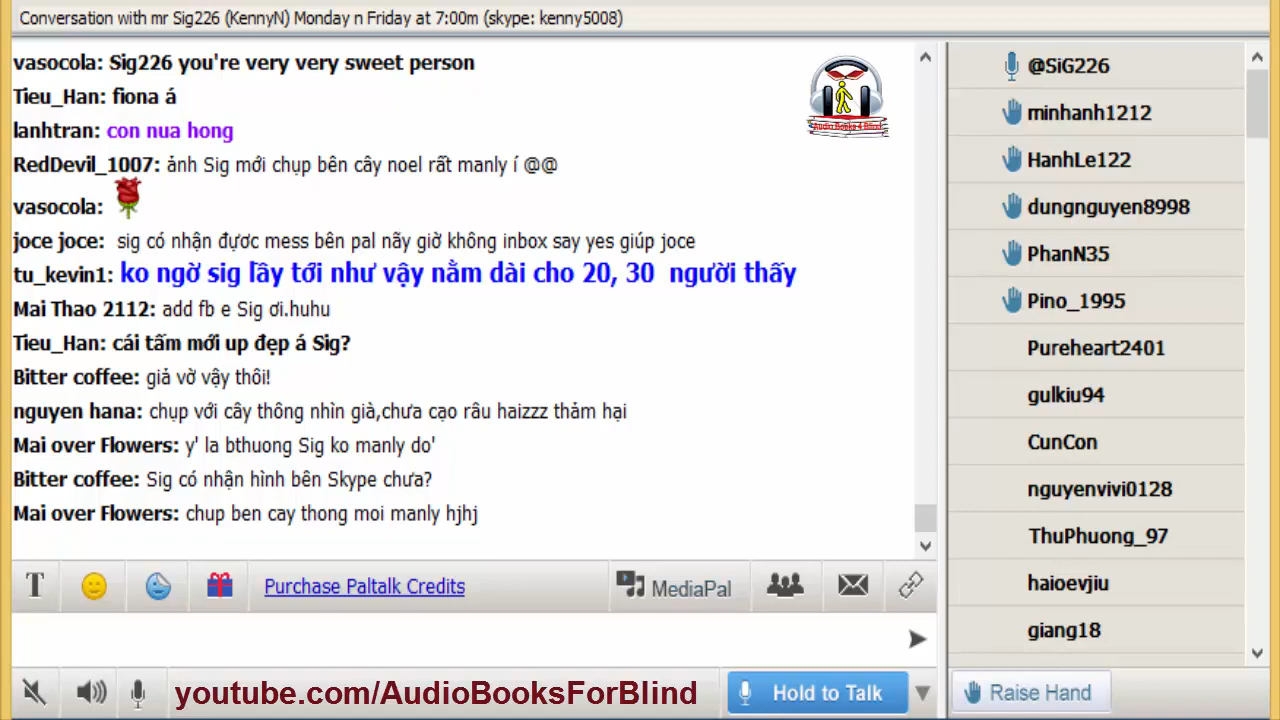 Conversation with mr Sig226 (KennyN) Monday n Friday at 7:00m (skype: kenny5008)
vasocola: Sig226 you're very very sweet person
Tieu_Han: fiona á
lanhtran: con nua hong
RedDevil_1007: ảnh Sig mới chụp bên cây noel rất manly í @@
vasocola:
joce joce: sig có nhận đựơc mess bên pal nãy giờ không inbox say yes giúp joce
tu_kevin1: ko ngờ sig lầy tới như vậy nằm dài cho 20, 30 người thấy
Mai Thao 2112: add fb e Sig ơi.huhu
Tieu_Han: cái tấm mới up đẹp á Sig?
Bitter coffee: giả vờ vậy thôi!
nguyen hana: chụp với cây thông nhìn già,chưa cạo râu haizzz thảm hại
Mai over Flowers: y' la bthuong Sig ko manly do'
Bitter coffee: Sig có nhận hình bên Skype chưa?
Mai over Flowers: chup ben cay thong moi manly hjhj
Audio Books 4 Blind
@SiG226
minhanh1212
HanhLe122
dungnguyen8998
PhanN35
Pino_1995
Pureheart2401
gulkiu94
CunCon
nguyenvivi0128
ThuPhuong_97
haioevjiu
giang18
T
Purchase Paltalk Credits
MediaPal
youtube.com/AudioBooksForBlind
Hold to Talk
Raise Hand